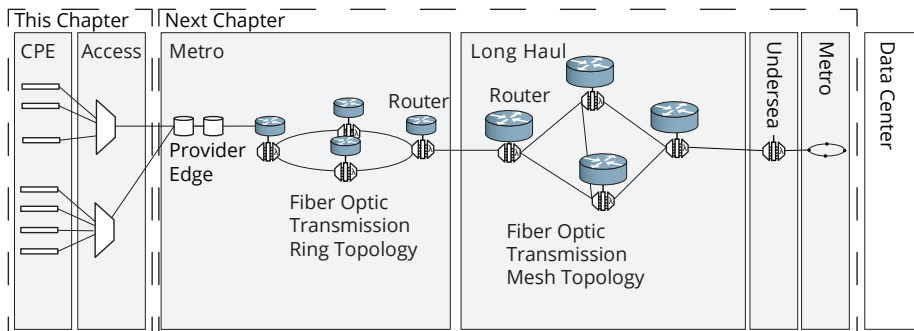 This Chapter
Next Chapter
CPE
Access
Metro
Provider
Edge
Router
Fiber Optic
Transmission
Ring Topology
Long Haul
Router
Fiber Optic
Transmission
Mesh Topology
Undersea
Metro
Data Center